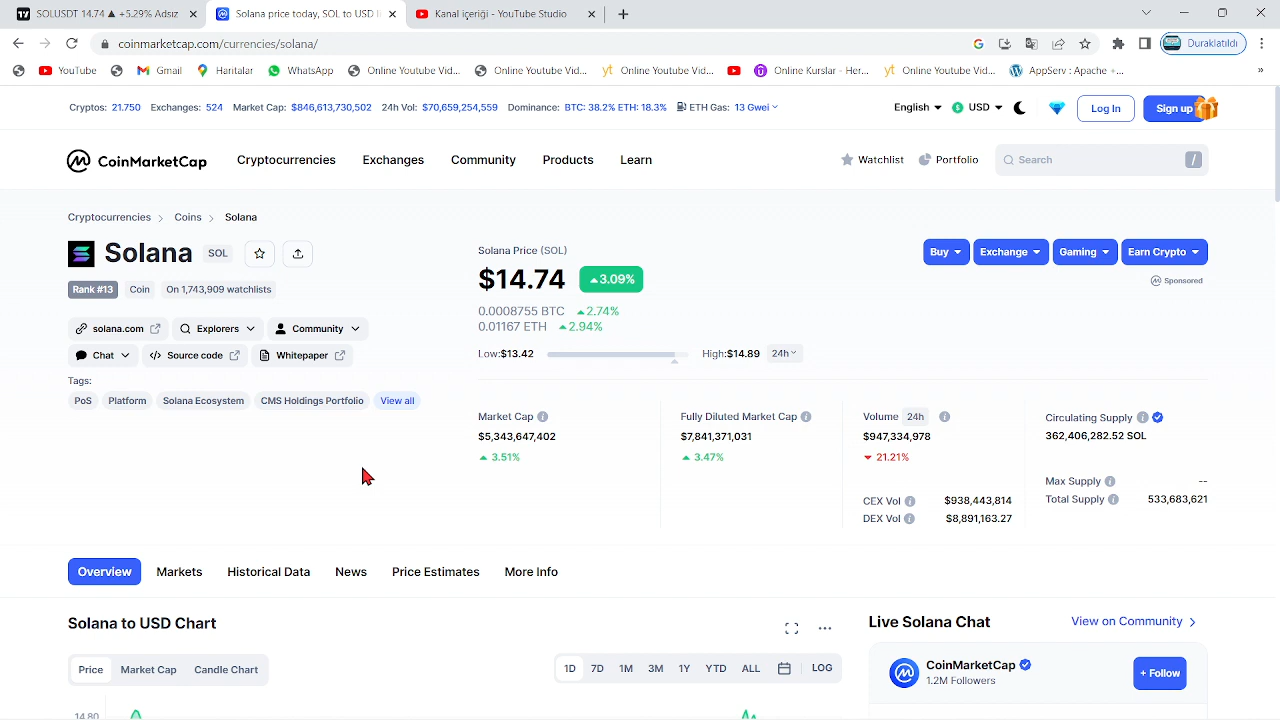 SOLUSDT 14.74 ▲ +5.29% Adsız
Solana price today, SOL to USD l
Kanal içeriği - YouTube Studio
coinmarketcap.com/currencies/solana/
Duraklatıldı
YouTube
Gmail
Haritalar
WhatsApp
Online Youtube Vid...
Online Youtube Vid...
Online Youtube Vid...
Online Kurslar - Her...
Online Youtube Vid...
AppServ : Apache +...
»
Cryptos: 21.750 Exchanges: 524 Market Cap: $846,613,730,502 24h Vol: $70,659,254,559 Dominance: BTC: 38.2% ETH: 18.3% ETH Gas: 13 Gwei
English USD Log In Sign up
CoinMarketCap Cryptocurrencies Exchanges Community Products Learn
Watchlist Portfolio Search /
Cryptocurrencies > Coins > Solana
Solana SOL
Rank #13 Coin On 1,743,909 watchlists
solana.com Explorers Community
Chat Source code Whitepaper
Tags:
PoS Platform Solana Ecosystem CMS Holdings Portfolio View all
Solana Price (SOL)
$14.74 ▲3.09%
0.0008755 BTC ▲2.74%
0.01167 ETH ▲2.94%
Low:$13.42 High:$14.89 24h
Buy Exchange Gaming Earn Crypto
Sponsored
Market Cap
$5,343,647,402
▲ 3.51%
Fully Diluted Market Cap
$7,841,371,031
▲ 3.47%
Volume 24h
$947,334,978
▼ 21.21%
CEX Vol $938,443,814
DEX Vol $8,891,163.27
Circulating Supply
362,406,282.52 SOL
Max Supply --
Total Supply 533,683,621
Overview Markets Historical Data News Price Estimates More Info
Solana to USD Chart
Price Market Cap Candle Chart
1D 7D 1M 3M 1Y YTD ALL LOG
14.80
Live Solana Chat View on Community >
CoinMarketCap
1.2M Followers
+ Follow